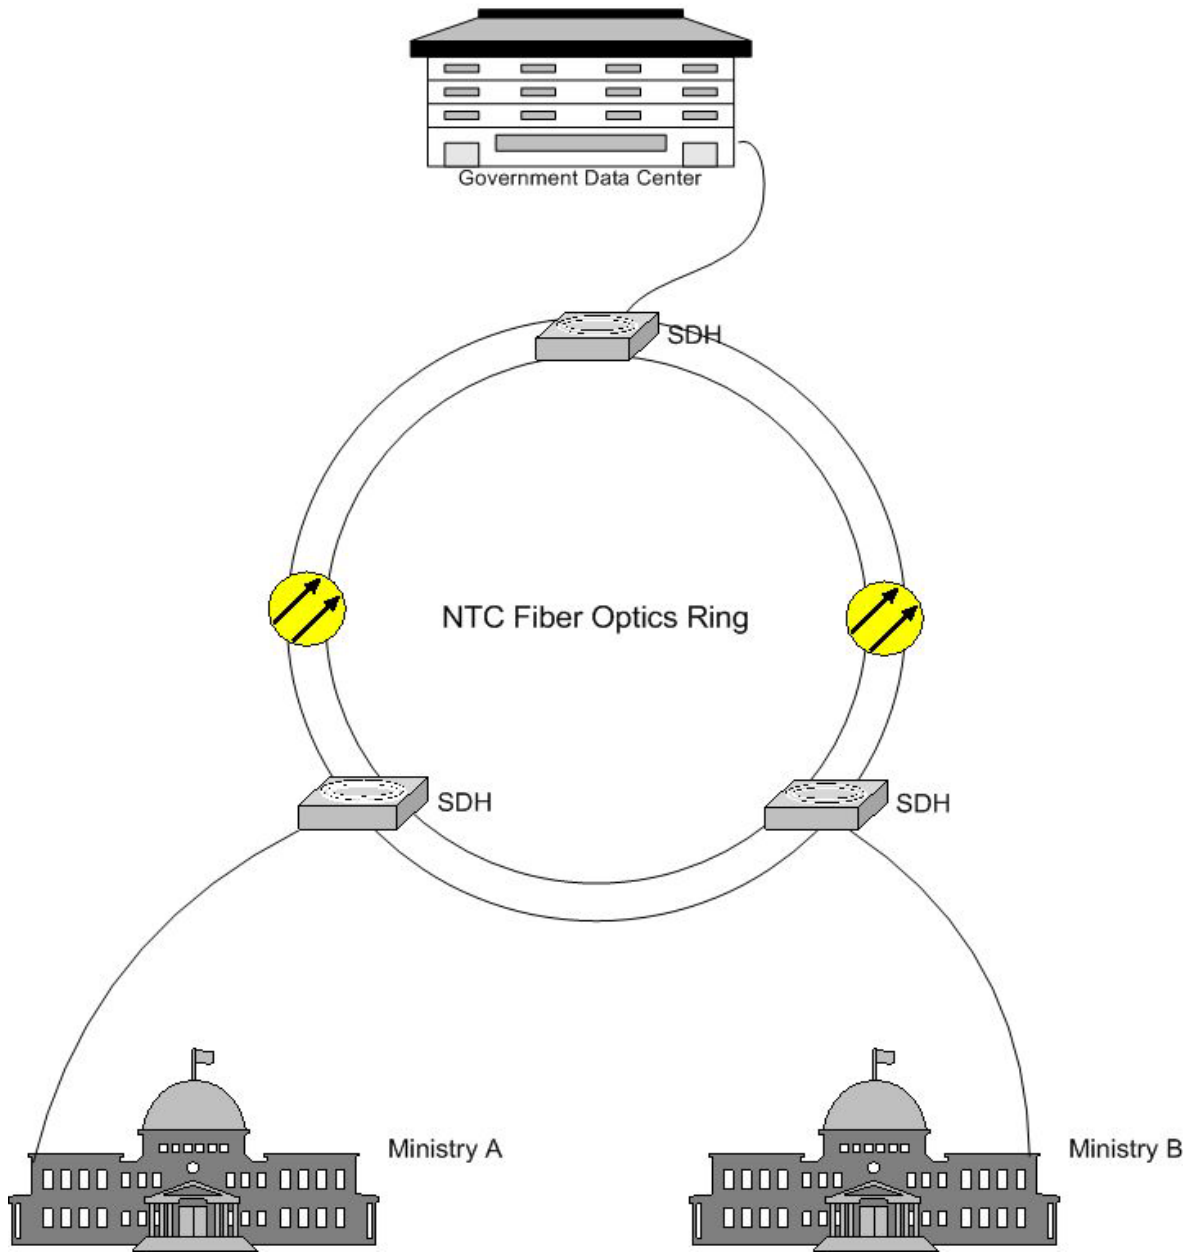 Government Data Center
SDH
NTC Fiber Optics Ring
SDH
SDH
Ministry A
Ministry B